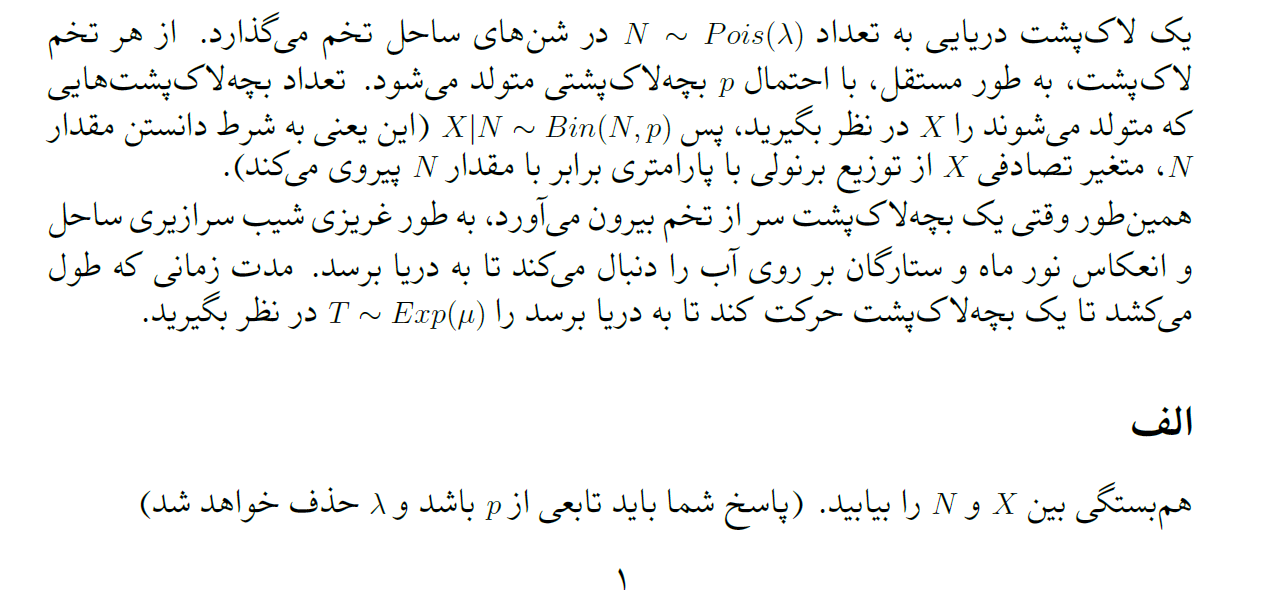 یک لاک‌پشت دریایی به تعداد N ∼ Pois(λ) در شن‌های ساحل تخم می‌گذارد. از هر تخم
لاک‌پشت، به طور مستقل، با احتمال p بچه‌لاک‌پشتی متولد می‌شود. تعداد بچه‌لاک‌پشت‌هایی
که متولد می‌شوند را X در نظر بگیرید، پس X|N ∼ Bin(N, p) (این یعنی به شرط دانستن مقدار
N، متغیر تصادفی X از توزیع برنولی با پارامتری برابر با مقدار N پیروی می‌کند).
همین‌طور وقتی یک بچه‌لاک‌پشت سر از تخم بیرون می‌آورد، به طور غریزی شیب سرازیری ساحل
و انعکاس نور ماه و ستارگان بر روی آب را دنبال می‌کند تا به دریا برسد. مدت زمانی که طول
می‌کشد تا یک بچه‌لاک‌پشت حرکت کند تا به دریا برسد را T ∼ Exp(μ) در نظر بگیرید.
الف
هم‌بستگی بین X و N را بیابید. (پاسخ شما باید تابعی از p باشد و λ حذف خواهد شد)
۱